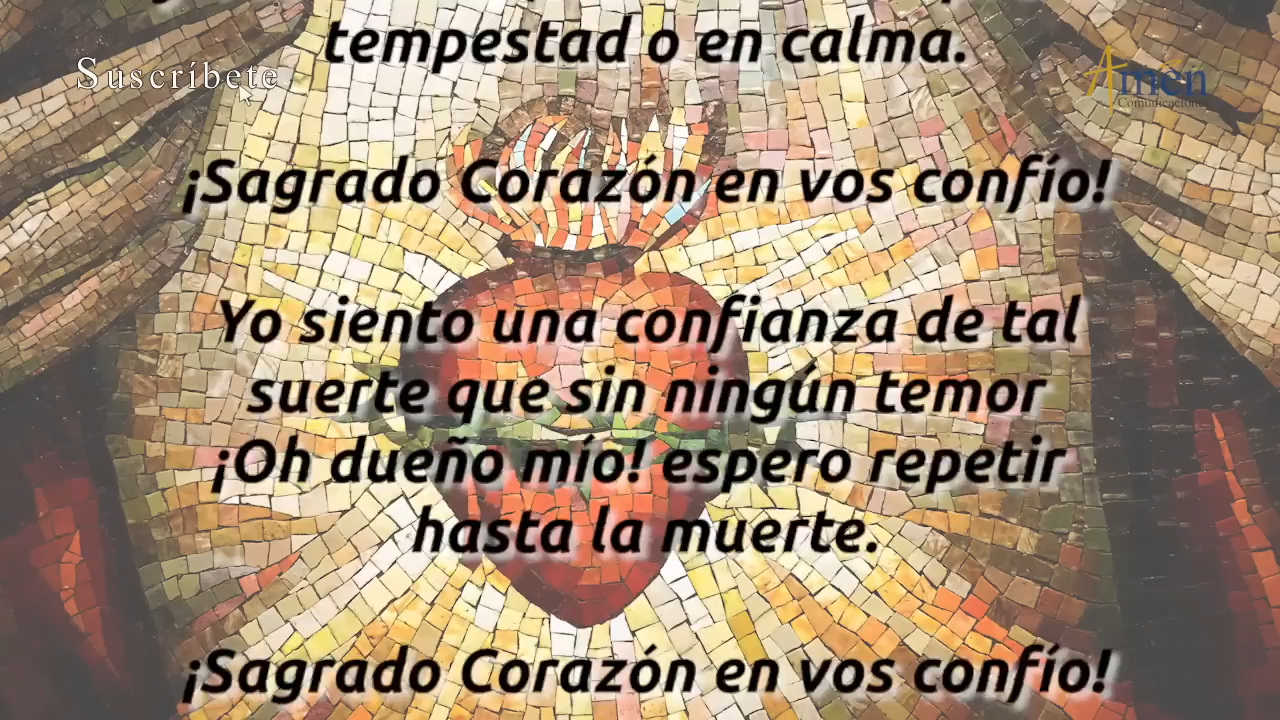 tempestad o en calma.
Suscríbete
Amén
Comunicaciones
¡Sagrado Corazón en vos confío!
Yo siento una confianza de tal
suerte que sin ningún temor
¡Oh dueño mío! espero repetir
hasta la muerte.
¡Sagrado Corazón en vos confío!